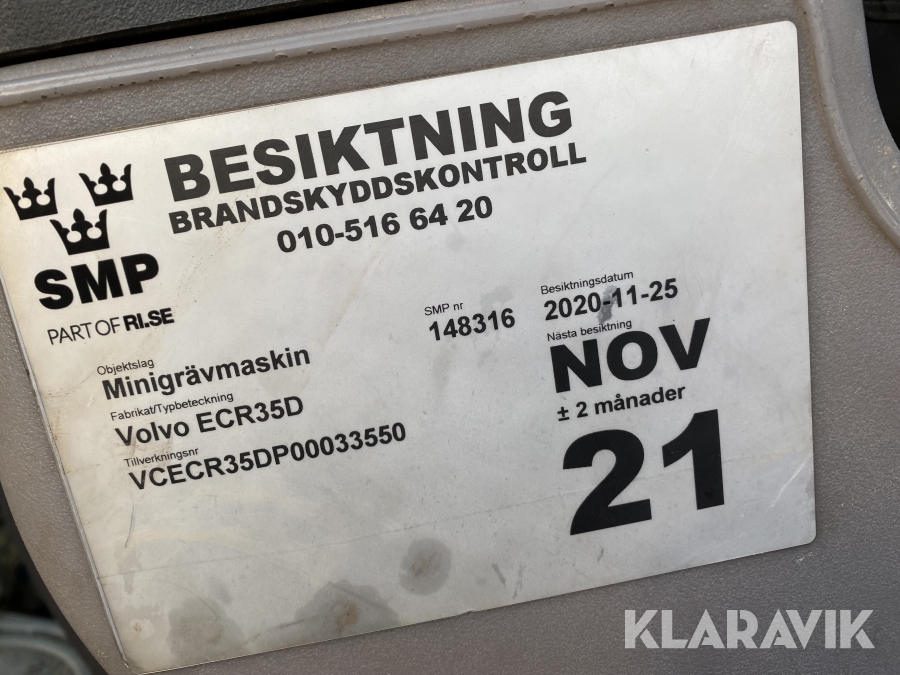 BESIKTNING
BRANDSKYDDSKONTROLL
010-516 64 20
SMP
PART OF RI.SE
Objektslag
Minigrävmaskin
Fabrikat/Typbeteckning
Volvo ECR35D
Tillverkningsnr
VCECR35DP00033550
SMP nr
148316
Besiktningsdatum
2020-11-25
Nästa besiktning
NOV
± 2 månader
21
KLARAVIK